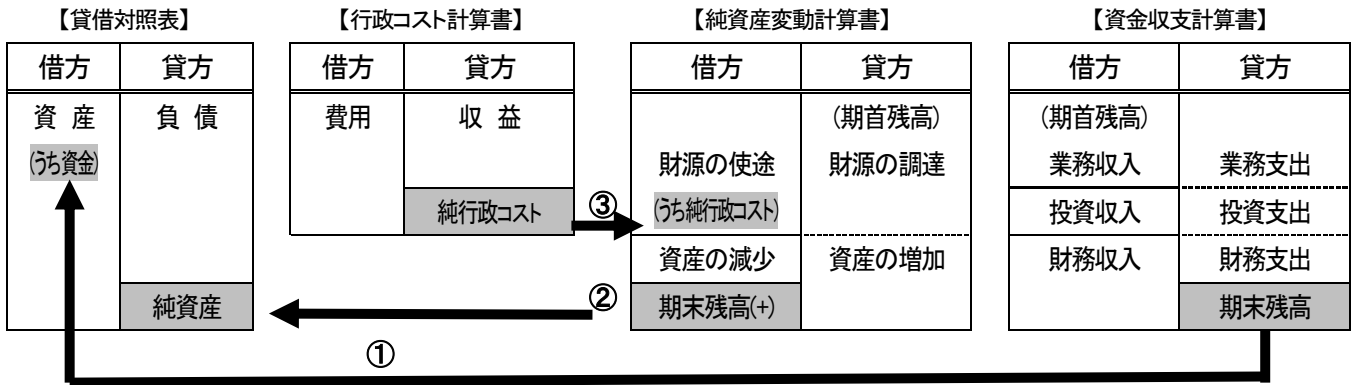 【貸借対照表】 【行政コスト計算書】 【純資産変動計算書】 【資金収支計算書】
借方 貸方 借方 貸方 借方 貸方 借方 貸方
資 産 負 債 費用 収 益 (期首残高) (期首残高)
(うち資金) 財源の使途 財源の調達 業務収入 業務支出
純行政コスト ③ (うち純行政コスト) 投資収入 投資支出
資産の減少 資産の増加 財務収入 財務支出
純資産 ② 期末残高(+) 期末残高
①